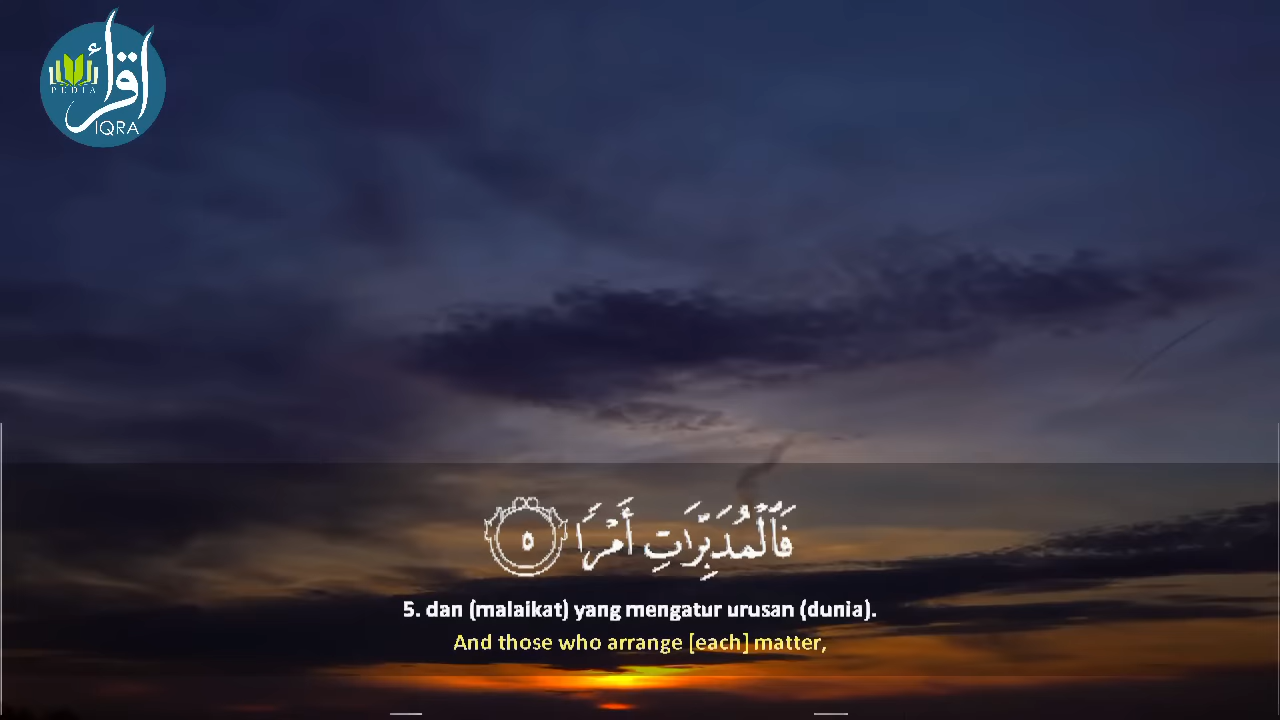 PEDIA
اقرأ
IQRA
فَٱلْمُدَبِّرَٰتِ أَمْرًا ٥
5. dan (malaikat) yang mengatur urusan (dunia).
And those who arrange [each] matter,